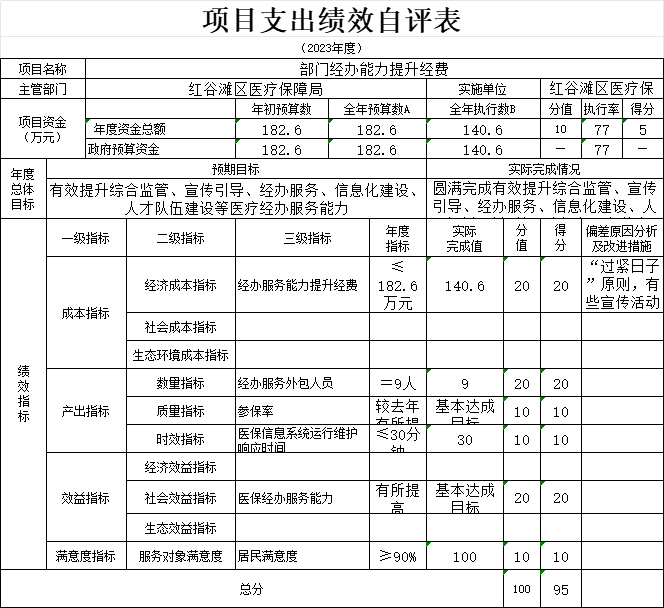 项目支出绩效自评表
（2023年度）
项目名称 部门经办能力提升经费
主管部门 红谷滩区医疗保障局 实施单位 红谷滩区医疗保
项目资金（万元） 年初预算数 全年预算数A 全年执行数B 分值 执行率 得分
年度资金总额 182.6 182.6 140.6 10 77 5
政府预算资金 182.6 182.6 140.6 — 77 —
年度总体目标 预期目标 实际完成情况
有效提升综合监管、宣传引导、经办服务、信息化建设、
人才队伍建设等医疗经办服务能力
圆满完成有效提升综合监管、宣传
引导、经办服务、信息化建设、人
绩效指标 一级指标 二级指标 三级指标 年度指标 实际完成值 分值 得分 偏差原因分析及改进措施
成本指标 经济成本指标 经办服务能力提升经费 ≤182.6万元 140.6 20 20 “过紧日子”原则，有些宣传活动
社会成本指标
生态环境成本指标
产出指标 数量指标 经办服务外包人员 ＝9人 9 20 20
质量指标 参保率 较去年有所提 基本达成目标 10 10
时效指标 医保信息系统运行维护响应时间 ≤30分钟 30 10 10
效益指标 经济效益指标
社会效益指标 医保经办服务能力 有所提高 基本达成目标 20 20
生态效益指标
满意度指标 服务对象满意度 居民满意度 ≥90% 100 10 10
总分 100 95